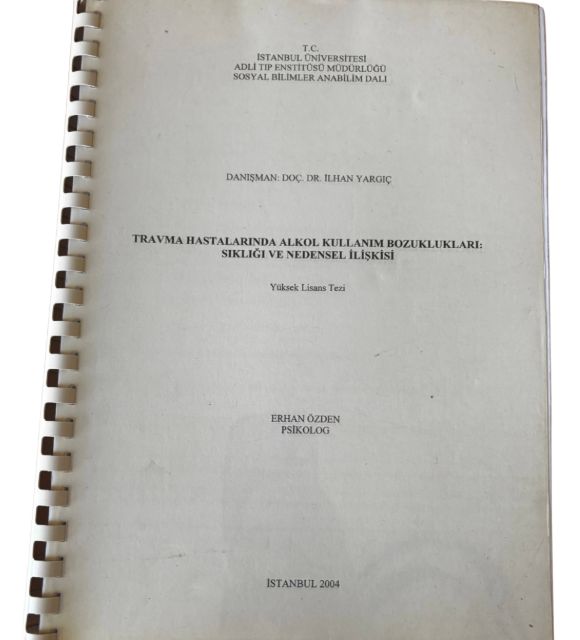 T.C.
İSTANBUL ÜNİVERSİTESİ
ADLİ TIP ENSTİTÜSÜ MÜDÜRLÜĞÜ
SOSYAL BİLİMLER ANABİLİM DALI
DANIŞMAN: DOÇ. DR. İLHAN YARGIÇ
TRAVMA HASTALARINDA ALKOL KULLANIM BOZUKLUKLARI:
SIKLIĞI VE NEDENSEL İLİŞKİSİ
Yüksek Lisans Tezi
ERHAN ÖZDEN
PSİKOLOG
İSTANBUL 2004